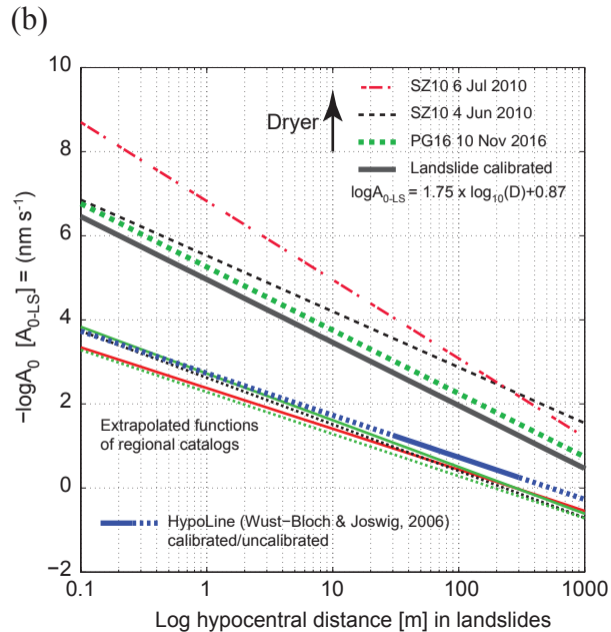 (b)
10
8
6
4
2
0
−2
−logA0 [A0-LS] = (nm s-1)
SZ10 6 Jul 2010
SZ10 4 Jun 2010
PG16 10 Nov 2016
Landslide calibrated
logA0-LS = 1.75 x log10(D)+0.87
Dryer
Extrapolated functions
of regional catalogs
HypoLine (Wust−Bloch & Joswig, 2006)
calibrated/uncalibrated
0.1 1 10 100 1000
Log hypocentral distance [m] in landslides